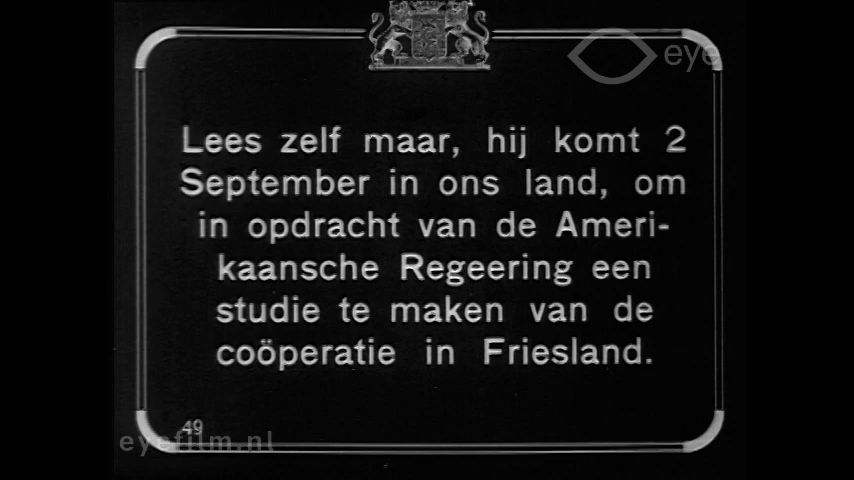 eye
Lees zelf maar, hij komt 2
September in ons land, om
in opdracht van de Ameri-
kaansche Regeering een
studie te maken van de
coöperatie in Friesland.
49
eyefilm.nl